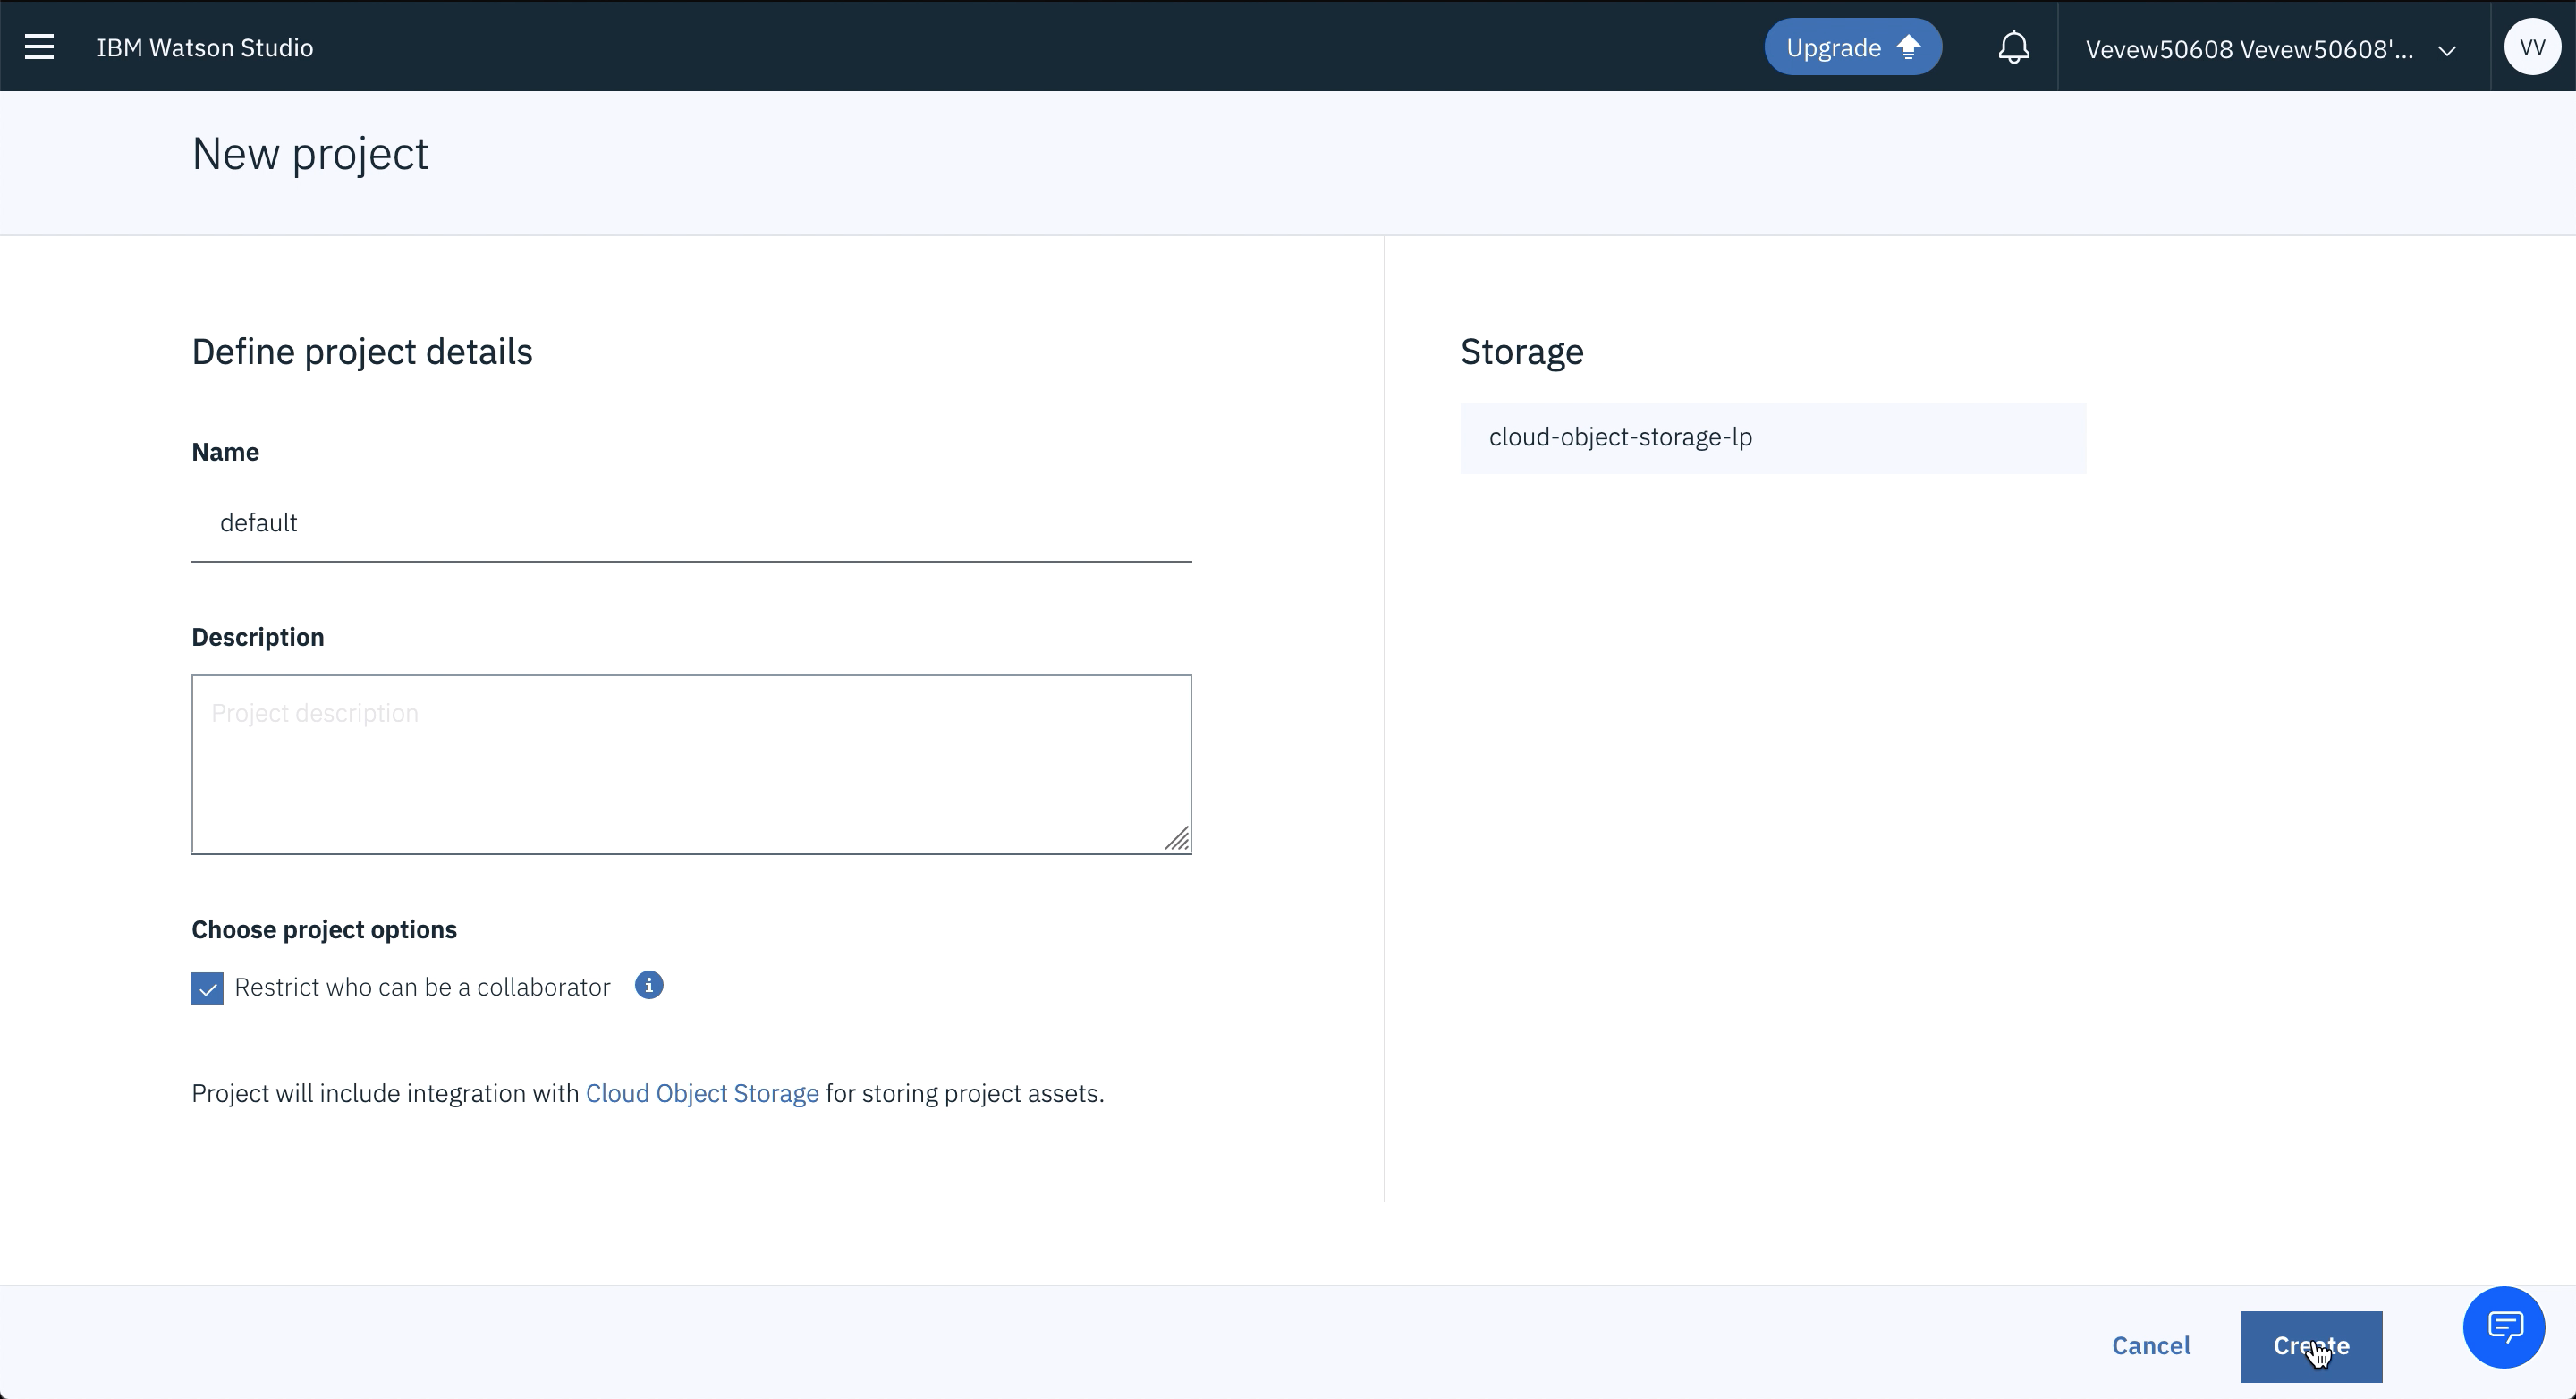 IBM Watson Studio
Upgrade
Vevew50608 Vevew50608'...
VV
New project
Define project details
Name
default
Description
Project description
Choose project options
Restrict who can be a collaborator
Project will include integration with Cloud Object Storage for storing project assets.
Storage
cloud-object-storage-lp
Cancel
Create